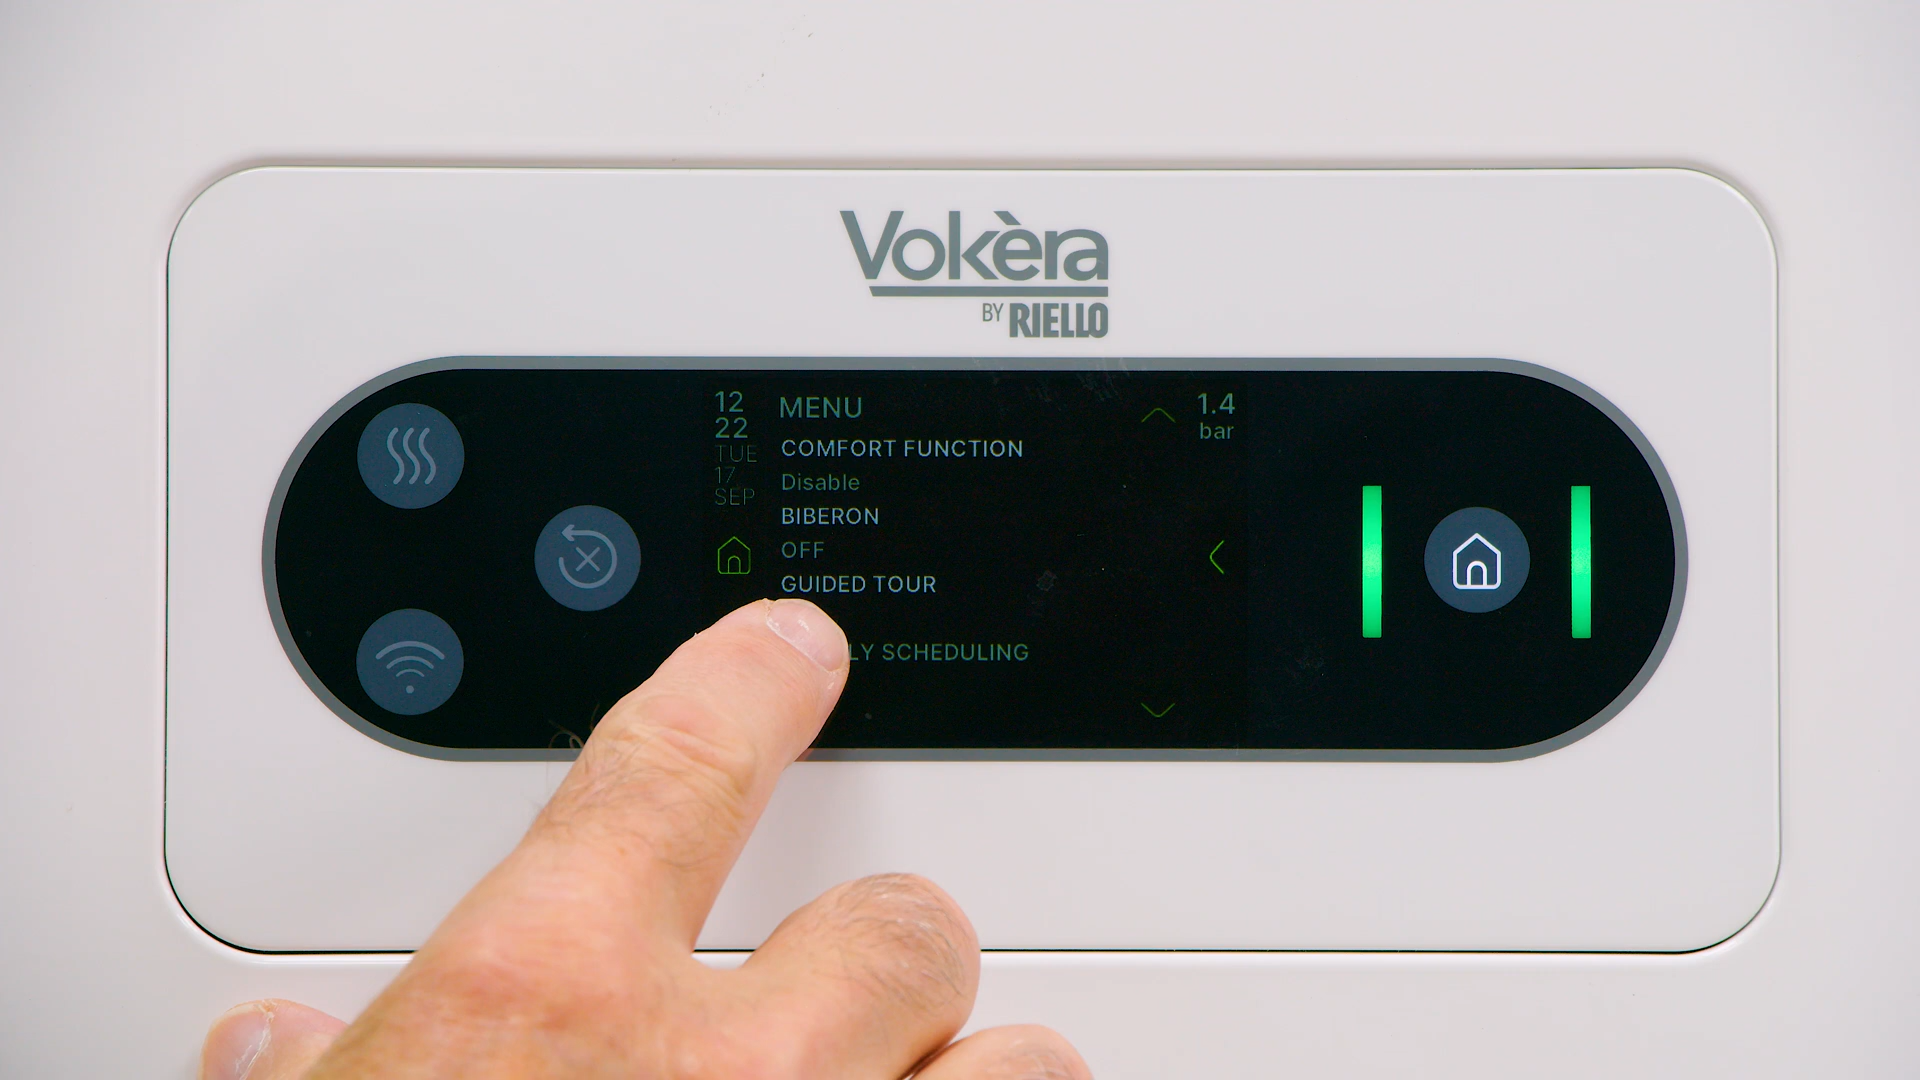 Vokèra
BY RIELLO
12
22
TUE
17
SEP
MENU
COMFORT FUNCTION
Disable
BIBERON
OFF
GUIDED TOUR
LY SCHEDULING
1.4
bar